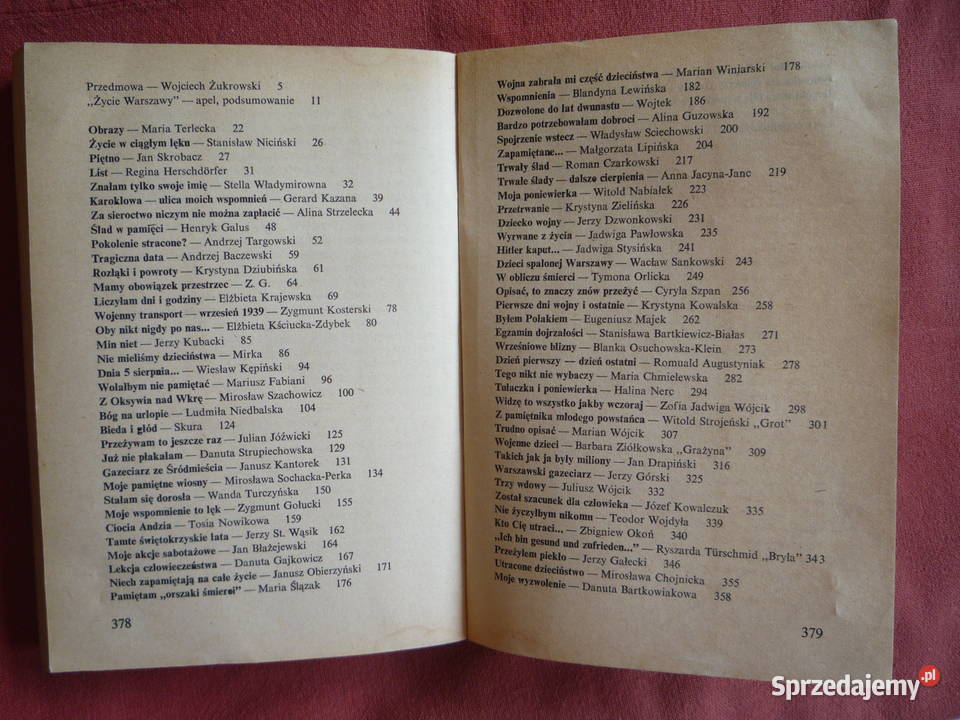 Przedmowa — Wojciech Żukrowski 5
„Życie Warszawy" — apel, podsumowanie 11
Obrazy — Maria Terlecka 22
Życie w ciągłym lęku — Stanisław Niciński 26
Piętno — Jan Skrobacz 27
List — Regina Herschdörfer 31
Znałam tylko swoje imię — Stella Władymirowna 32
Karolkowa — ulica moich wspomnień — Gerard Kazana 39
Za sieroctwo niczym nie można zapłacić — Alina Strzelecka 44
Ślad w pamięci — Henryk Galus 48
Pokolenie stracone? — Andrzej Targowski 52
Tragiczna data — Andrzej Baczewski 59
Rozłąki i powroty — Krystyna Dziubińska 61
Mamy obowiązek przestrzec — Z. G. 64
Liczyłam dni i godziny — Elżbieta Krajewska 69
Wojenny transport — wrzesień 1939 — Zygmunt Kosterski 78
Oby nikt nigdy po nas... — Elżbieta Kściucka-Zdybek 80
Min niet — Jerzy Kubacki 85
Nie mieliśmy dzieciństwa — Mirka 86
Dnia 5 sierpnia... — Wiesław Kępiński 94
Wolałbym nie pamiętać — Mariusz Fabiani 96
Z Oksywia nad Wkrę — Mirosław Szachowicz 100
Bóg na urlopie — Ludmiła Niedbalska 104
Bieda i głód — Skura 124
Przeżywam to jeszcze raz — Julian Jóźwicki 125
Już nie płakałam — Danuta Strupiechowska 129
Gazeciarz ze Śródmieścia — Janusz Kantorek 131
Moje pamiętne wiosny — Mirosława Sochacka-Perka 134
Stałam się dorosła — Wanda Turczyńska 150
Moje wspomnienie to lęk — Zygmunt Gołucki 155
Ciocia Andzia — Tosia Nowikowa 159
Tamte świętokrzyskie lata — Jerzy St. Wąsik 162
Moje akcje sabotażowe — Jan Błażejewski 164
Lekcja człowieczeństwa — Danuta Gajkowicz 167
Niech zapamiętają na całe życie — Janusz Obierzyński 171
Pamiętam „orszaki śmierci" — Maria Ślązak 176
378
Wojna zabrała mi część dzieciństwa — Marian Winiarski 178
Wspomnienia — Blandyna Lewińska 182
Dozwolone do lat dwunastu — Wojtek 186
Bardzo potrzebowałam dobroci — Alina Guzowska 192
Spojrzenie wstecz — Władysław Sciechowski 200
Zapamiętane... — Małgorzata Lipińska 204
Trwały ślad — Roman Czarkowski 217
Trwałe ślady — dalsze cierpienia — Anna Jacyna-Janc 219
Moja poniewierka — Witold Nabiałek 223
Przetrwanie — Krystyna Zielińska 226
Dziecko wojny — Jerzy Dzwonkowski 231
Wyrwane z życia — Jadwiga Pawłowska 235
Hitler kaput... — Jadwiga Stysińska 241
Dzieci spalonej Warszawy — Wacław Sankowski 243
W obliczu śmierci — Tymona Orlicka 249
Opisać, to znaczy znów przeżyć — Cyryla Szpan 256
Pierwsze dni wojny i ostatnie — Krystyna Kowalska 258
Byłem Polakiem — Eugeniusz Majek 262
Egzamin dojrzałości — Stanisława Bartkiewicz-Białas 271
Wrześniowe blizny — Blanka Osuchowska-Klein 273
Dzień pierwszy — dzień ostatni — Romuald Augustyniak 278
Tego nikt nie wybaczy — Maria Chmielewska 282
Tułaczka i poniewierka — Halina Nerc 294
Widzę to wszystko jakby wczoraj — Zofia Jadwiga Wójcik 298
Z pamiętnika młodego powstańca — Witold Strojeński „Grot" 301
Trudno opisać — Marian Wójcik 307
Wojenne dzieci — Barbara Ziółkowska „Grażyna" 309
Takich jak ja były miliony — Jan Drapiński 316
Warszawski gazeciarz — Jerzy Górski 325
Trzy wdowy — Juliusz Wójcik 332
Został szacunek dla człowieka — Józef Kowalczuk 335
Nie życzyłbym nikomu — Teodor Wojdyła 339
Kto Cię utraci... — Zbigniew Okoń 340
„Ich bin gesund und zufrieden..." — Ryszarda Türschmid „Bryła" 343
Przeżyłem piekło — Jerzy Gałecki 346
Utracone dzieciństwo — Mirosława Chojnicka 355
Moje wyzwolenie — Danuta Bartkowiakowa 358
379
Sprzedajemy.pl